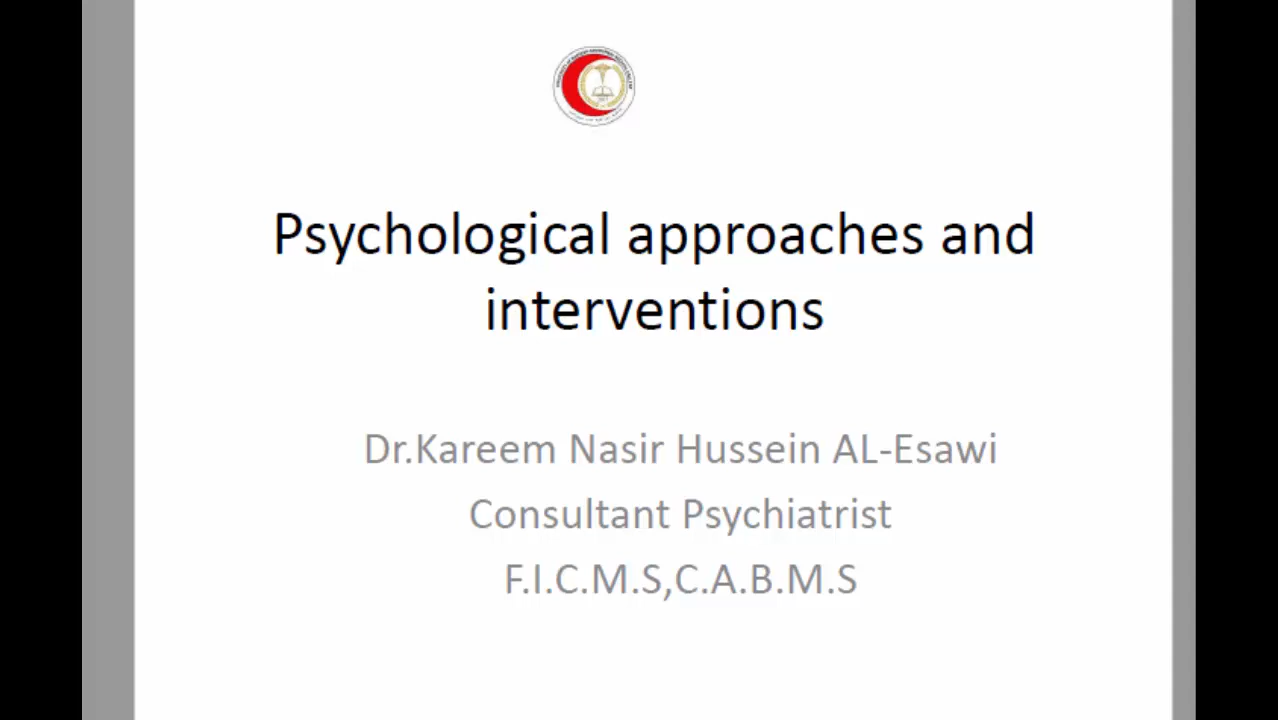 Psychological approaches and
interventions
Dr.Kareem Nasir Hussein AL-Esawi
Consultant Psychiatrist
F.I.C.M.S,C.A.B.M.S